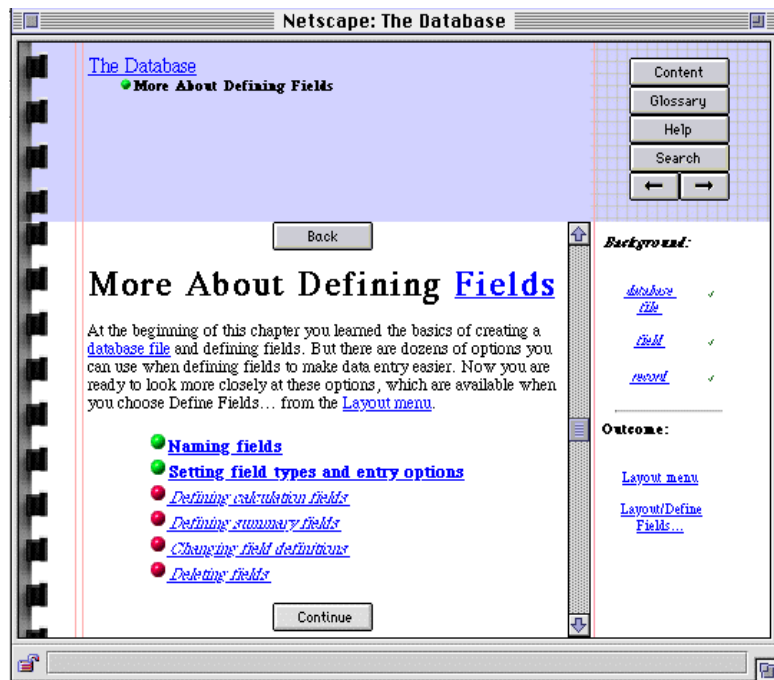 Netscape: The Database
The Database
More About Defining Fields
Content
Glossary
Help
Search
← →
Back
More About Defining Fields
At the beginning of this chapter you learned the basics of creating a
database file and defining fields. But there are dozens of options you
can use when defining fields to make data entry easier. Now you are
ready to look more closely at these options, which are available when
you choose Define Fields... from the Layout menu.
Naming fields
Setting field types and entry options
Defining calculation fields
Defining summary fields
Changing field definitions
Deleting fields
Continue
Background:
database
file
field
record
Outcome:
Layout menu
Layout/Define
Fields...